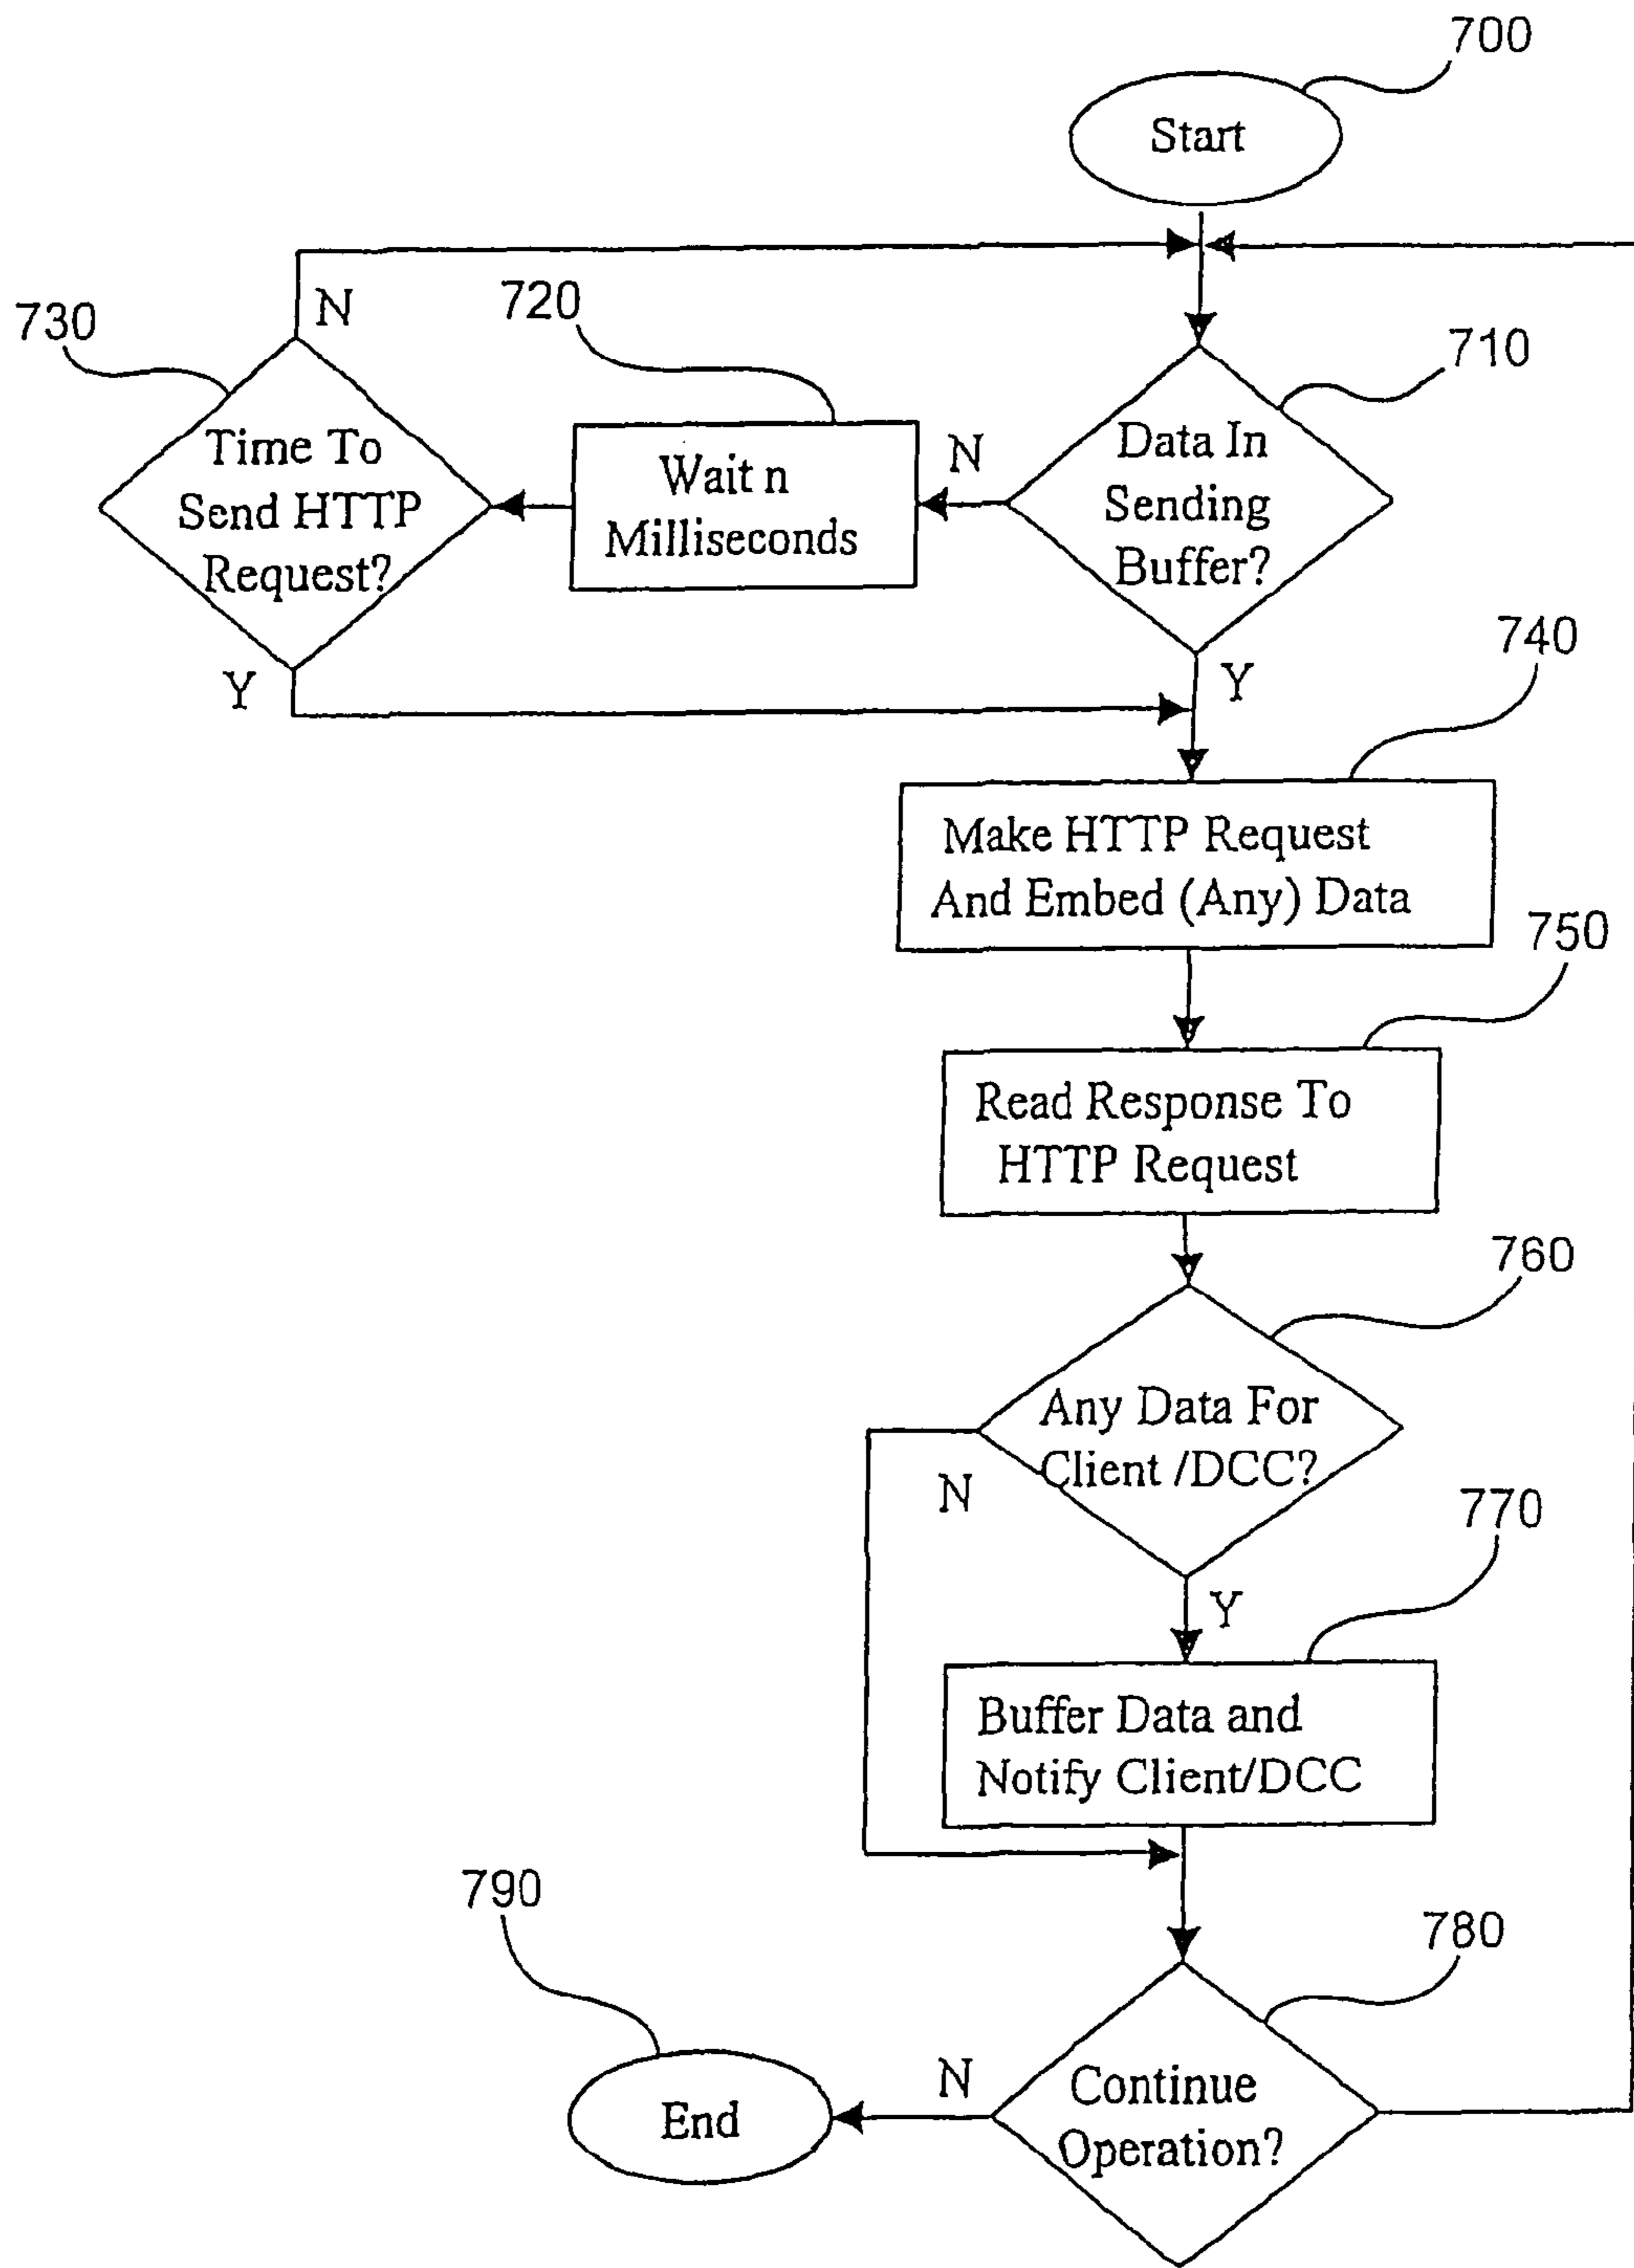 700
Start
N
720
730
710
Time To
Send HTTP
Request?
Wait n
Milliseconds
N
Data In
Sending
Buffer?
Y
Y
740
Make HTTP Request
And Embed (Any) Data
750
Read Response To
HTTP Request
760
Any Data For
Client /DCC?
N
770
Y
Buffer Data and
Notify Client/DCC
790
780
N
End
Continue
Operation?